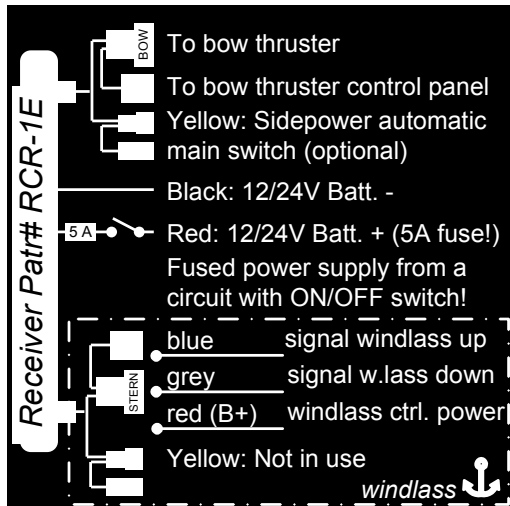 Receiver Patr# RCR-1E
BOW
To bow thruster
To bow thruster control panel
Yellow: Sidepower automatic
main switch (optional)
Black: 12/24V Batt. -
5 A
Red: 12/24V Batt. + (5A fuse!)
Fused power supply from a
circuit with ON/OFF switch!
blue signal windlass up
STERN
grey signal w.lass down
red (B+) windlass ctrl. power
Yellow: Not in use
windlass